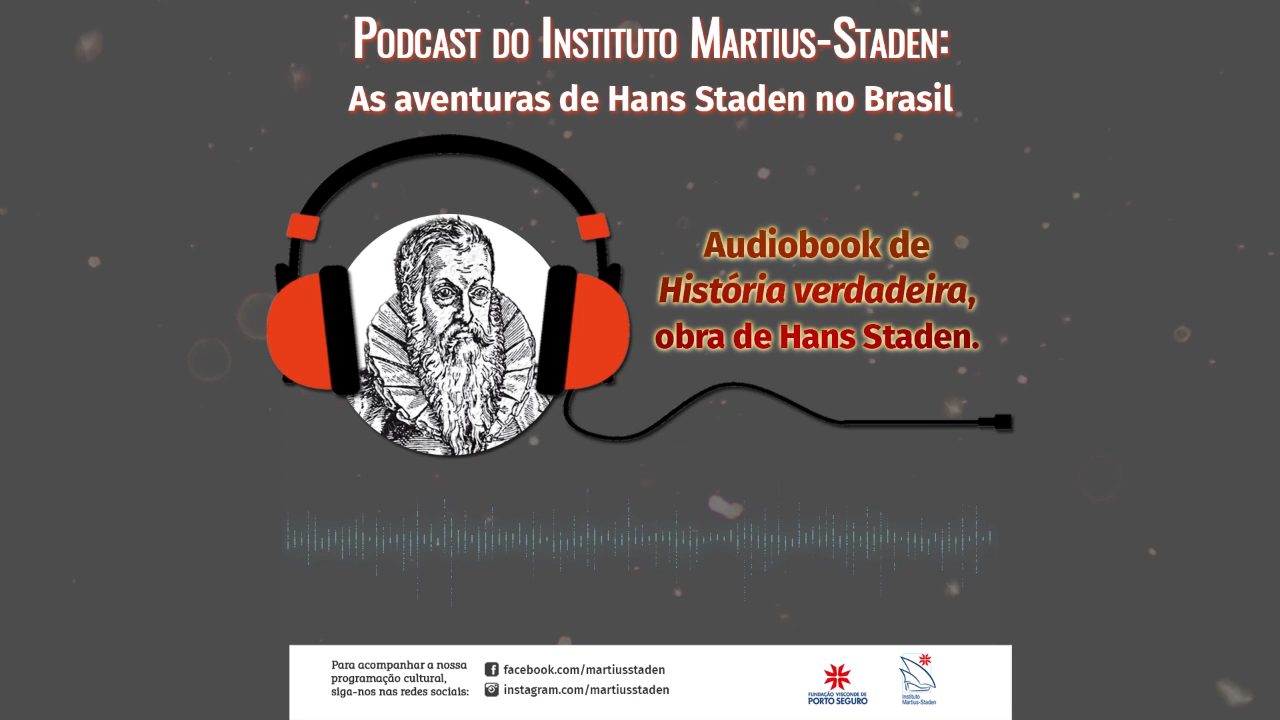 Podcast do Instituto Martius-Staden:
As aventuras de Hans Staden no Brasil
Audiobook de
História verdadeira,
obra de Hans Staden.
Para acompanhar a nossa
programação cultural,
siga-nos nas redes sociais:
facebook.com/martiusstaden
instagram.com/martiusstaden
FUNDAÇÃO VISCONDE DE
PORTO SEGURO
Instituto
Martius-Staden